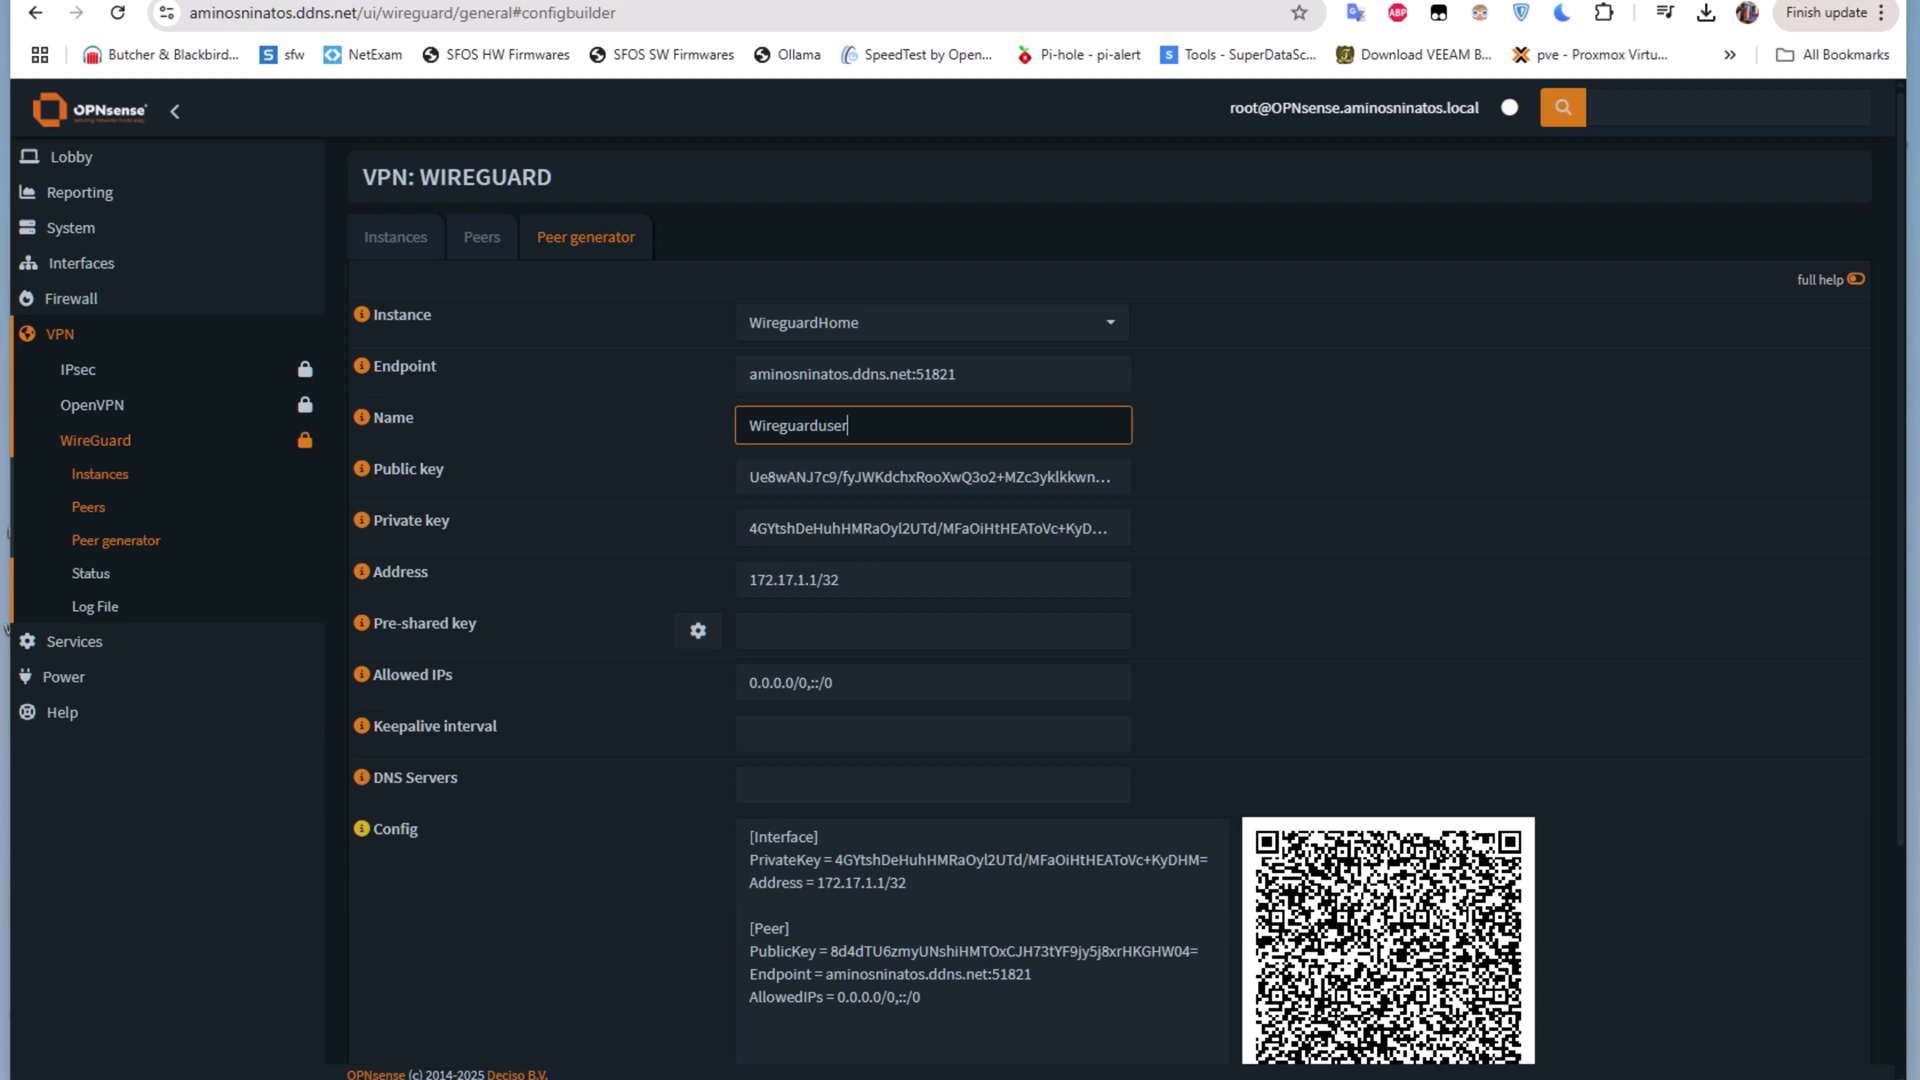 aminosninatos.ddns.net/ui/wireguard/general#configbuilder
ABP
Finish update
Butcher & Blackbird...
S sfw
NetExam
SFOS HW Firmwares
SFOS SW Firmwares
Ollama
SpeedTest by Open...
Pi-hole - pi-alert
S Tools - SuperDataSc...
Download VEEAM B...
pve - Proxmox Virtu...
»
All Bookmarks
OPNsense
root@OPNsense.aminosninatos.local
Lobby
Reporting
System
Interfaces
Firewall
VPN
IPsec
OpenVPN
WireGuard
Instances
Peers
Peer generator
Status
Log File
Services
Power
Help
VPN: WIREGUARD
Instances
Peers
Peer generator
full help
Instance
WireguardHome
Endpoint
aminosninatos.ddns.net:51821
Name
Wireguarduser
Public key
Ue8wANJ7c9/fyJWKdchxRooXwQ3o2+MZc3yklkkwn...
Private key
4GYtshDeHuhHMRaOyl2UTd/MFaOiHtHEAToVc+KyD...
Address
172.17.1.1/32
Pre-shared key
Allowed IPs
0.0.0.0/0,::/0
Keepalive interval
DNS Servers
Config
[Interface]
PrivateKey = 4GYtshDeHuhHMRaOyl2UTd/MFaOiHtHEAToVc+KyDHM=
Address = 172.17.1.1/32
[Peer]
PublicKey = 8d4dTU6zmyUNshiHMTOxCJH73tYF9jy5j8xrHKGHW04=
Endpoint = aminosninatos.ddns.net:51821
AllowedIPs = 0.0.0.0/0,::/0
OPNsense (c) 2014-2025 Deciso B.V.